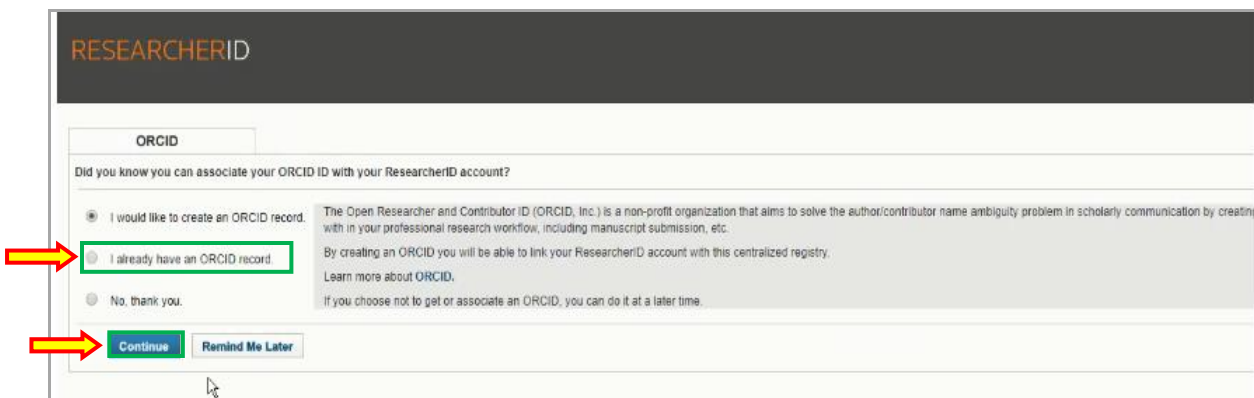 RESEARCHERID
ORCID
Did you know you can associate your ORCID ID with your ResearcherID account?
I would like to create an ORCID record.
The Open Researcher and Contributor ID (ORCID, Inc.) is a non-profit organization that aims to solve the author/contributor name ambiguity problem in scholarly communication by creating
with in your professional research workflow, including manuscript submission, etc.
I already have an ORCID record.
By creating an ORCID you will be able to link your ResearcherID account with this centralized registry.
Learn more about ORCID.
No, thank you.
If you choose not to get or associate an ORCID, you can do it at a later time.
Continue
Remind Me Later